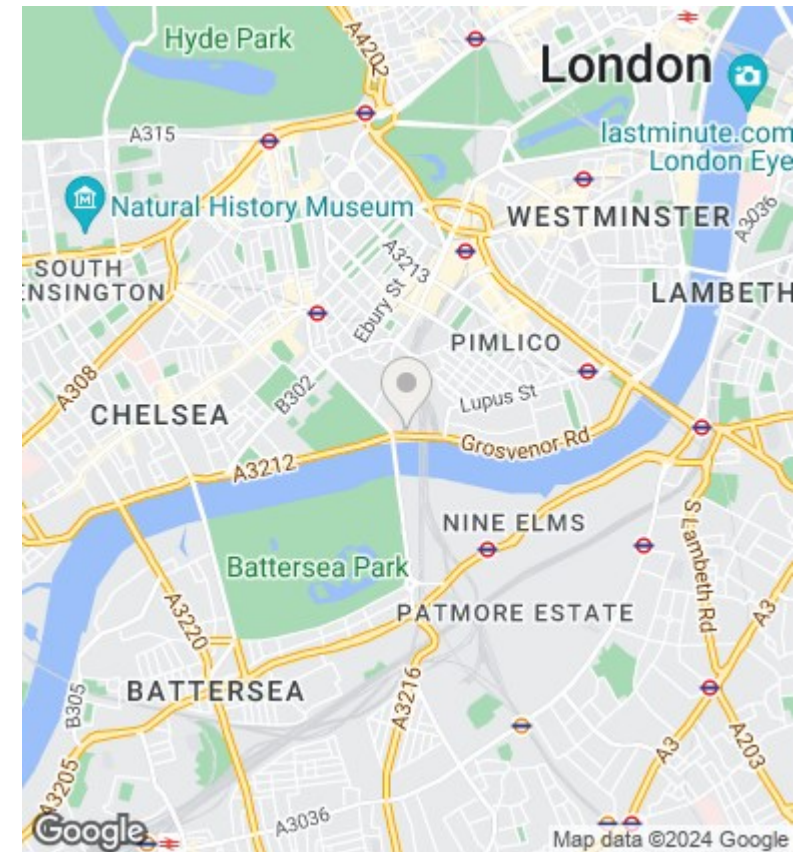 Hyde Park
A4202
London
A315
lastminute.com
London Eye
Natural History Museum
WESTMINSTER
A3036
A3213
SOUTH
ENSINGTON
Ebury St
LAMBETH
PIMLICO
A308
B302
Lupus St
CHELSEA
Grosvenor Rd
A3212
NINE ELMS
S Lambeth Rd
Battersea Park
A3220
PATMORE ESTATE
A3
BATTERSEA
B305
A3216
A3
A203
A3205
A3036
Google
Map data ©2024 Google